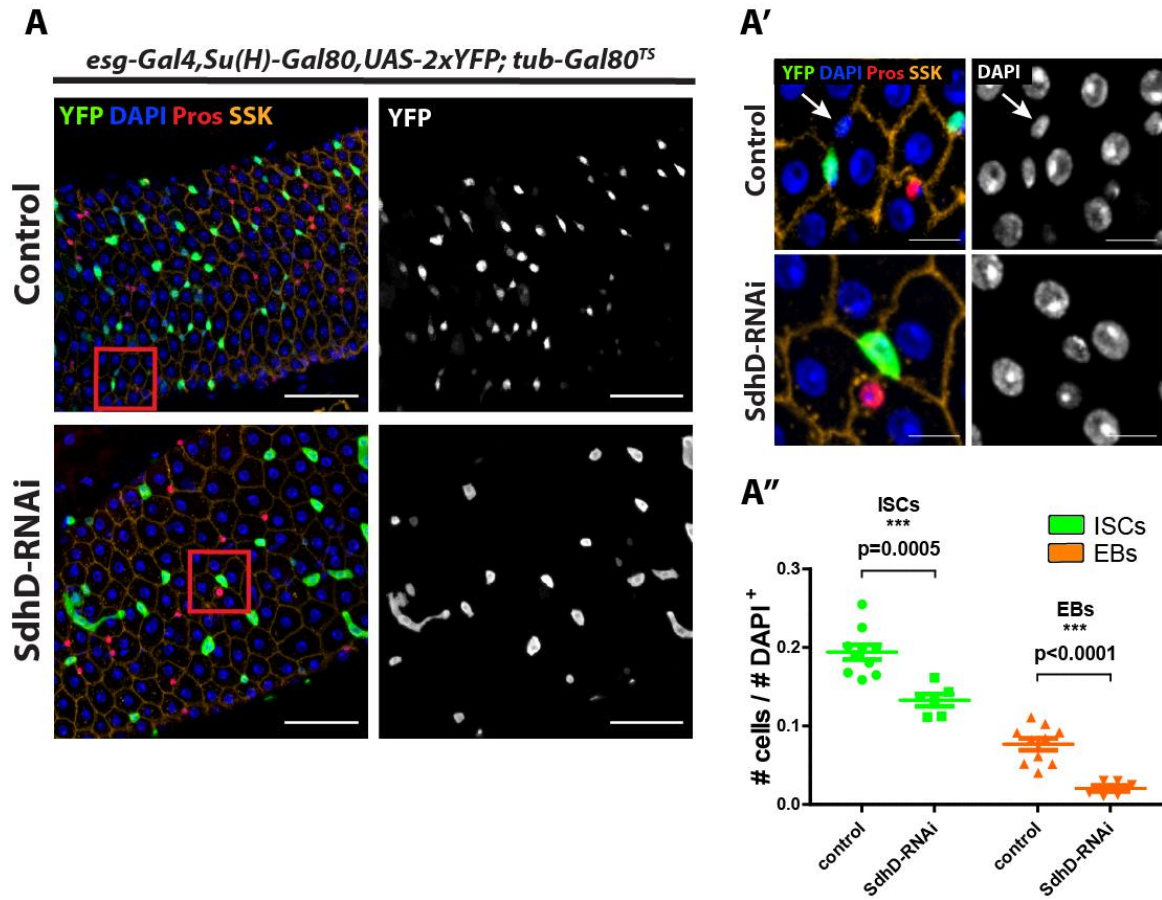 A
esg-Gal4,Su(H)-Gal80,UAS-2xYFP; tub-Gal80TS
Control
YFP DAPI Pros SSK
YFP
SdhD-RNAi
A'
Control
YFP DAPI Pros SSK
DAPI
SdhD-RNAi
A"
ISCs
***
p=0.0005
ISCs
EBs
EBs
***
p<0.0001
# cells / # DAPI +
0.3
0.2
0.1
0.0
control
SdhD-RNAi
control
SdhD-RNAi